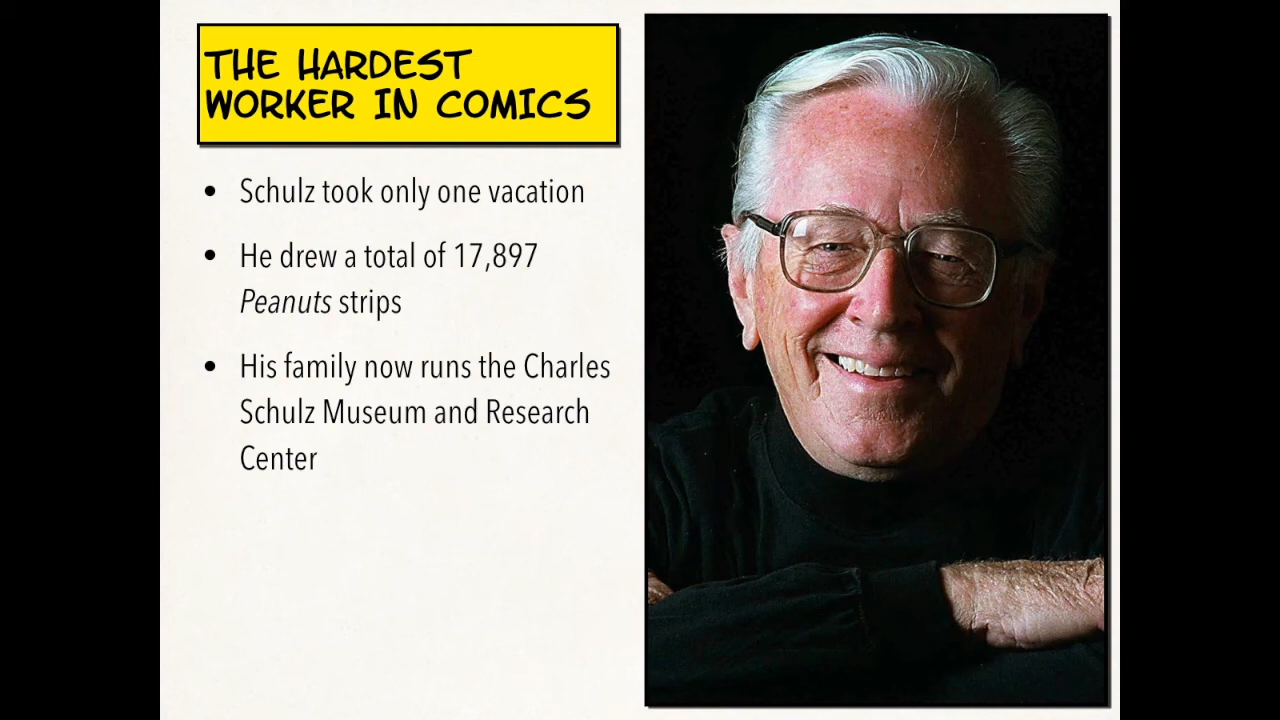 THE HARDEST
WORKER IN COMICS
• Schulz took only one vacation
• He drew a total of 17,897
Peanuts strips
• His family now runs the Charles
Schulz Museum and Research
Center